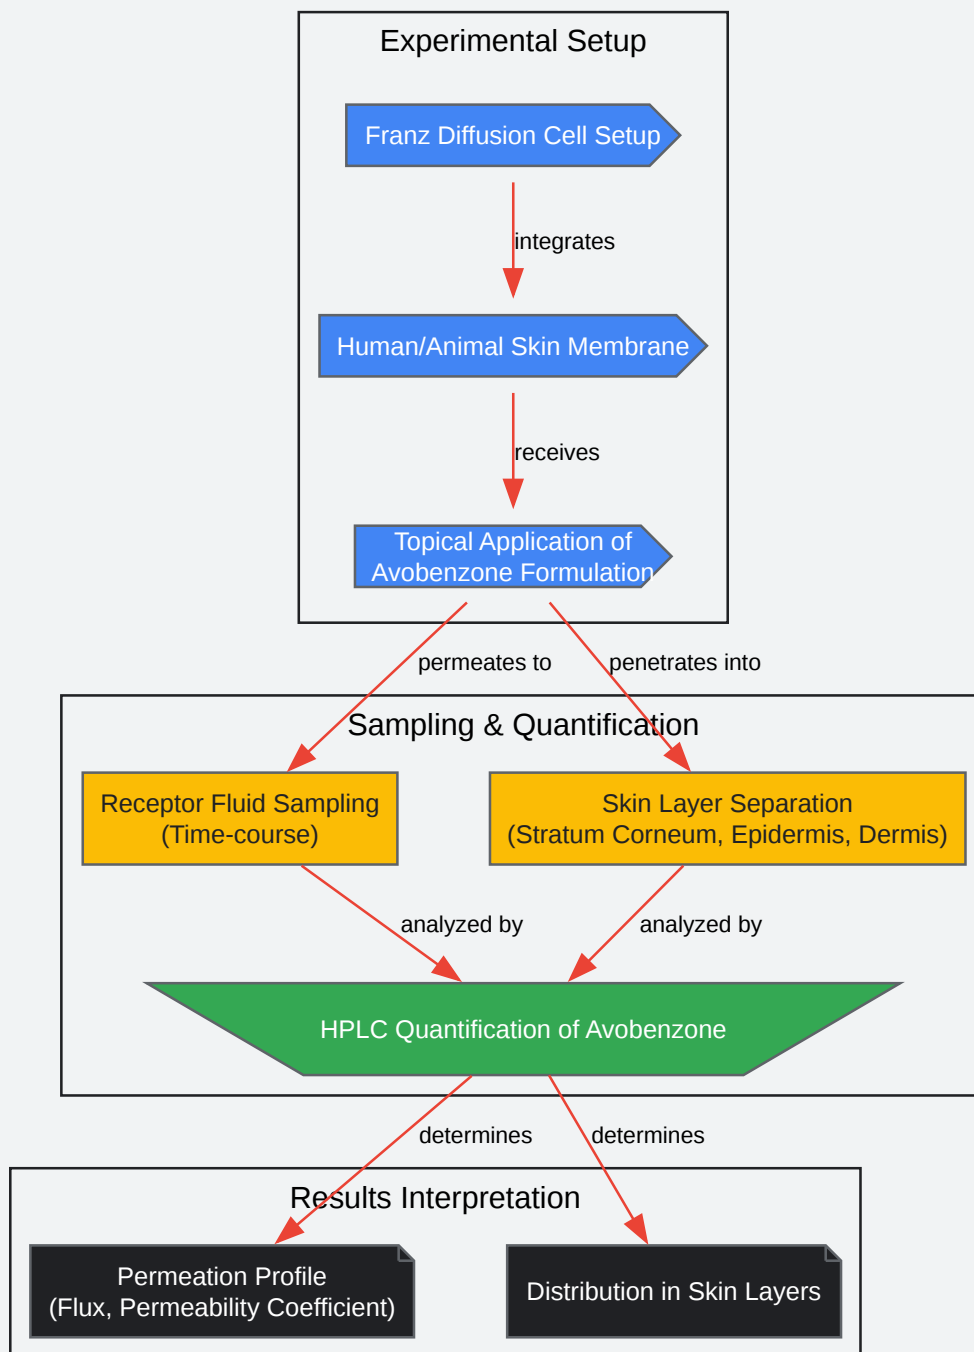 Experimental Setup
Franz Diffusion Cell Setup
integrates
Human/Animal Skin Membrane
receives
Topical Application of
Avobenzone Formulation
permeates to
penetrates into
Sampling & Quantification
Receptor Fluid Sampling
(Time-course)
Skin Layer Separation
(Stratum Corneum, Epidermis, Dermis)
analyzed by
analyzed by
HPLC Quantification of Avobenzone
determines
determines
Results Interpretation
Permeation Profile
(Flux, Permeability Coefficient)
Distribution in Skin Layers